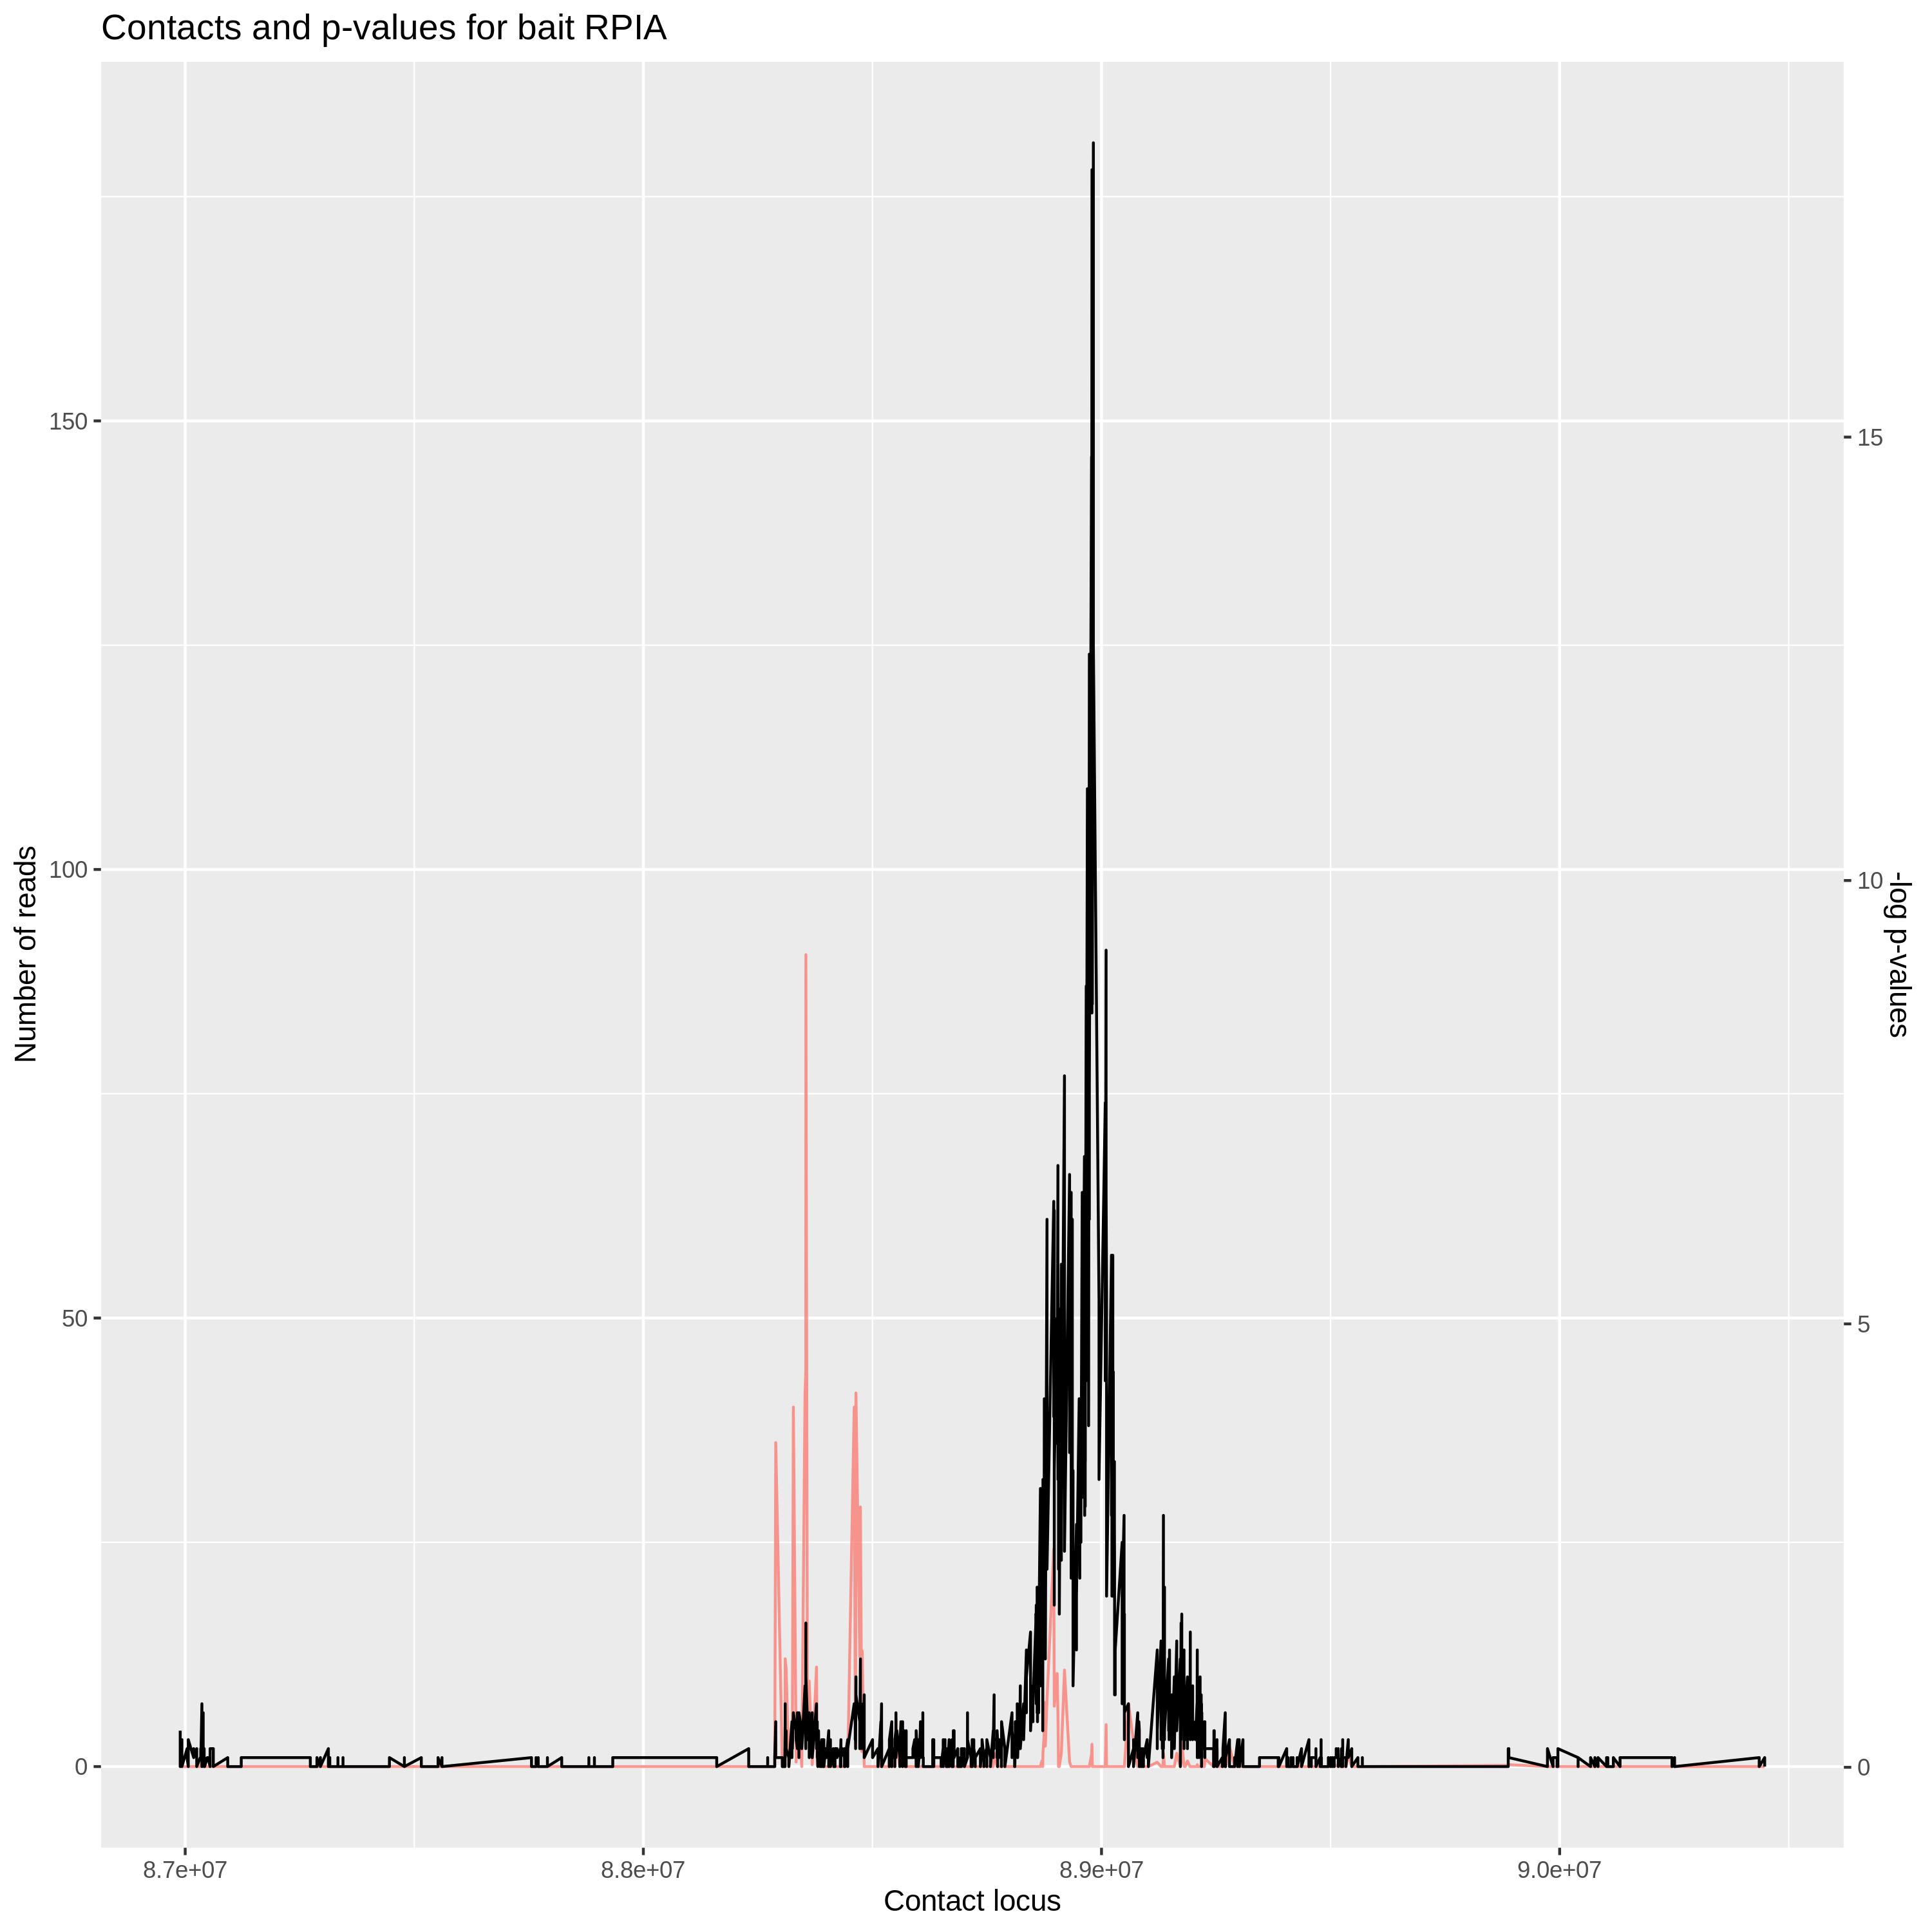 Contacts and p-values for bait RPIA
150
100
50
0
Number of reads
15
10
5
0
-log p-values
8.7e+07
8.8e+07
8.9e+07
9.0e+07
Contact locus